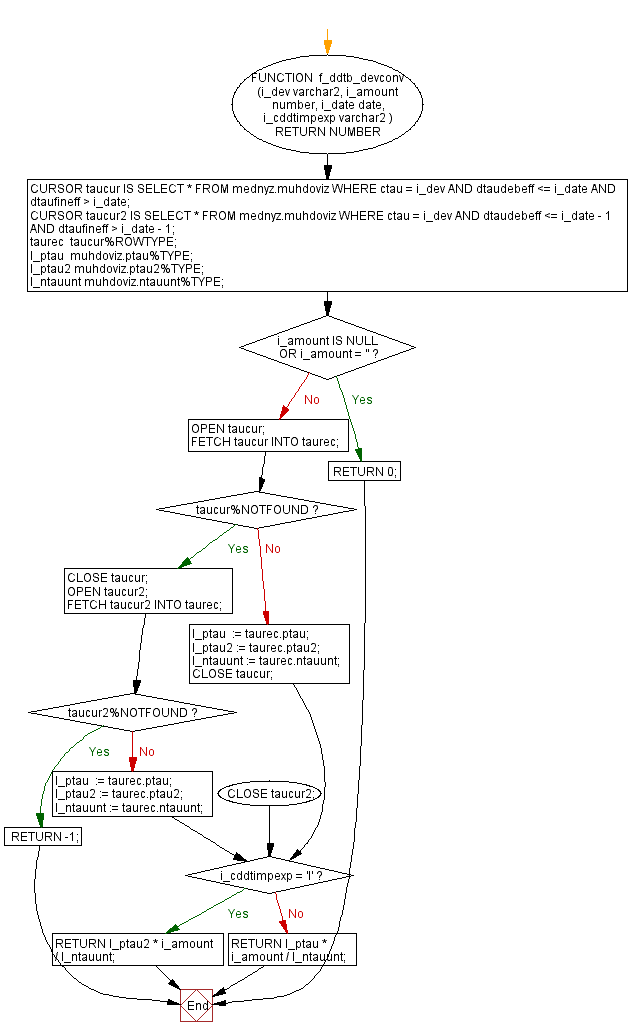 FUNCTION f_ddtb_devconv
(i_dev varchar2, i_amount
number, i_date date,
i_cddtimpexp varchar2 )
RETURN NUMBER
CURSOR taucur IS SELECT * FROM mednyz.muhdoviz WHERE ctau = i_dev AND dtaudebeff <= i_date AND
dtaufineff > i_date;
CURSOR taucur2 IS SELECT * FROM mednyz.muhdoviz WHERE ctau = i_dev AND dtaudebeff <= i_date - 1
AND dtaufineff > i_date - 1;
taurec taucur%ROWTYPE;
l_ptau muhdoviz.ptau%TYPE;
l_ptau2 muhdoviz.ptau2%TYPE;
l_ntauunt muhdoviz.ntauunt%TYPE;
i_amount IS NULL
OR i_amount = '' ?
No
Yes
OPEN taucur;
FETCH taucur INTO taurec;
RETURN 0;
taucur%NOTFOUND ?
Yes
No
CLOSE taucur;
OPEN taucur2;
FETCH taucur2 INTO taurec;
l_ptau := taurec.ptau;
l_ptau2 := taurec.ptau2;
l_ntauunt := taurec.ntauunt;
CLOSE taucur;
taucur2%NOTFOUND ?
Yes
No
l_ptau := taurec.ptau;
l_ptau2 := taurec.ptau2;
l_ntauunt := taurec.ntauunt;
CLOSE taucur2;
RETURN -1;
i_cddtimpexp = 'I' ?
Yes
No
RETURN l_ptau2 * i_amount
/ l_ntauunt;
RETURN l_ptau *
i_amount / l_ntauunt;
End